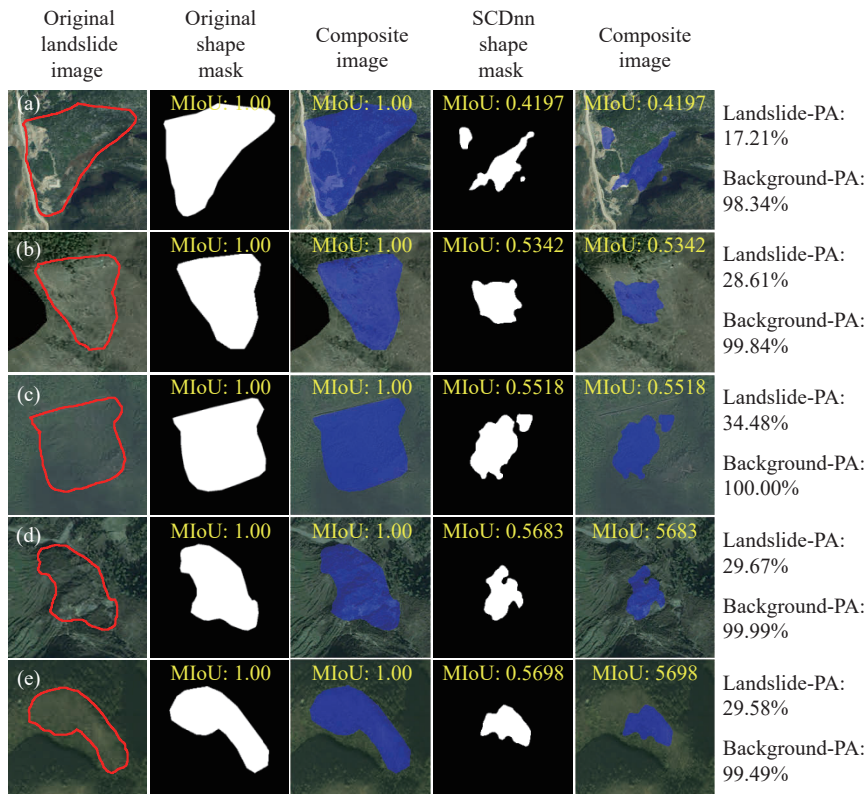 Original
landslide
image
Original
shape
mask
Composite
image
SCDnn
shape
mask
Composite
image
(a)
MIoU: 1.00
MIoU: 1.00
MIoU: 0.4197
MIoU: 0.4197
Landslide-PA:
17.21%
Background-PA:
98.34%
(b)
MIoU: 1.00
MIoU: 1.00
MIoU: 0.5342
MIoU: 0.5342
Landslide-PA:
28.61%
Background-PA:
99.84%
(c)
MIoU: 1.00
MIoU: 1.00
MIoU: 0.5518
MIoU: 0.5518
Landslide-PA:
34.48%
Background-PA:
100.00%
(d)
MIoU: 1.00
MIoU: 1.00
MIoU: 0.5683
MIoU: 5683
Landslide-PA:
29.67%
Background-PA:
99.99%
(e)
MIoU: 1.00
MIoU: 1.00
MIoU: 0.5698
MIoU: 5698
Landslide-PA:
29.58%
Background-PA:
99.49%